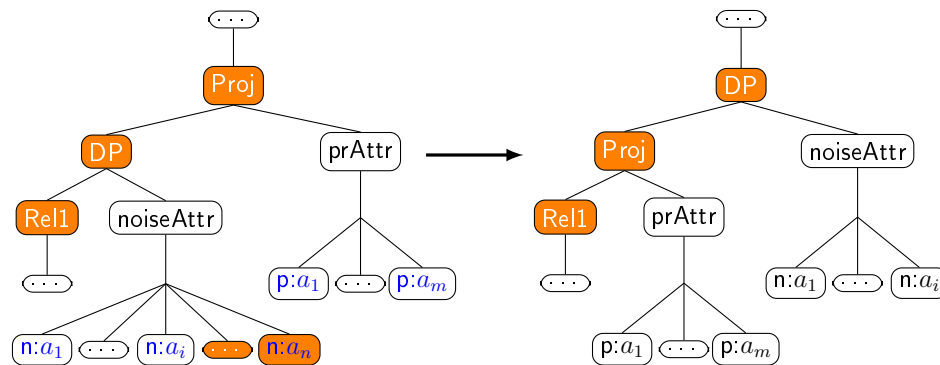 ... ...
Proj DP
DP prAttr Proj noiseAttr
Rel1 noiseAttr Rel1 prAttr
... p:a₁ ... p:aₘ ... n:a₁ ... n:aᵢ
n:a₁ ... n:aᵢ ... n:aₙ p:a₁ ... p:aₘ